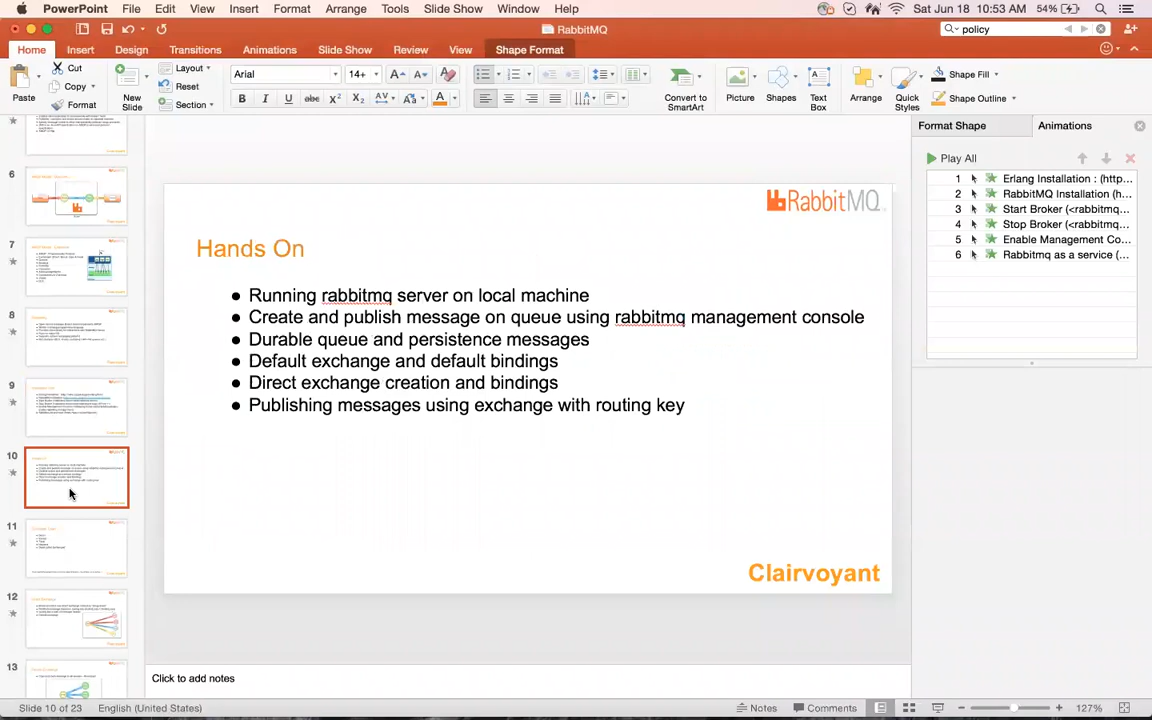 PowerPoint File Edit View Insert Format Arrange Tools Slide Show Window Help Sat Jun 18 10:53 AM 54%
RabbitMQ
policy
Home Insert Design Transitions Animations Slide Show Review View Shape Format
Paste
Cut
Copy
Format
New Slide
Layout
Reset
Section
Arial 14+
B I U abc X² X₂ AV Aa A
Convert to SmartArt
Picture
Shapes
Text Box
Arrange
Quick Styles
Shape Fill
Shape Outline
6
7
8
9
10
11
12
13
RabbitMQ
Hands On
● Running rabbitmq server on local machine
● Create and publish message on queue using rabbitmq management console
● Durable queue and persistence messages
● Default exchange and default bindings
● Direct exchange creation and bindings
● Publishing messages using exchange with routing key
Clairvoyant
Click to add notes
Format Shape Animations
Play All
1 Erlang Installation : (http...
2 RabbitMQ Installation (h...
3 Start Broker (<rabbitmq...
4 Stop Broker (<rabbitmq...
5 Enable Management Co...
6 Rabbitmq as a service (...
Slide 10 of 23 English (United States) Notes Comments 127%